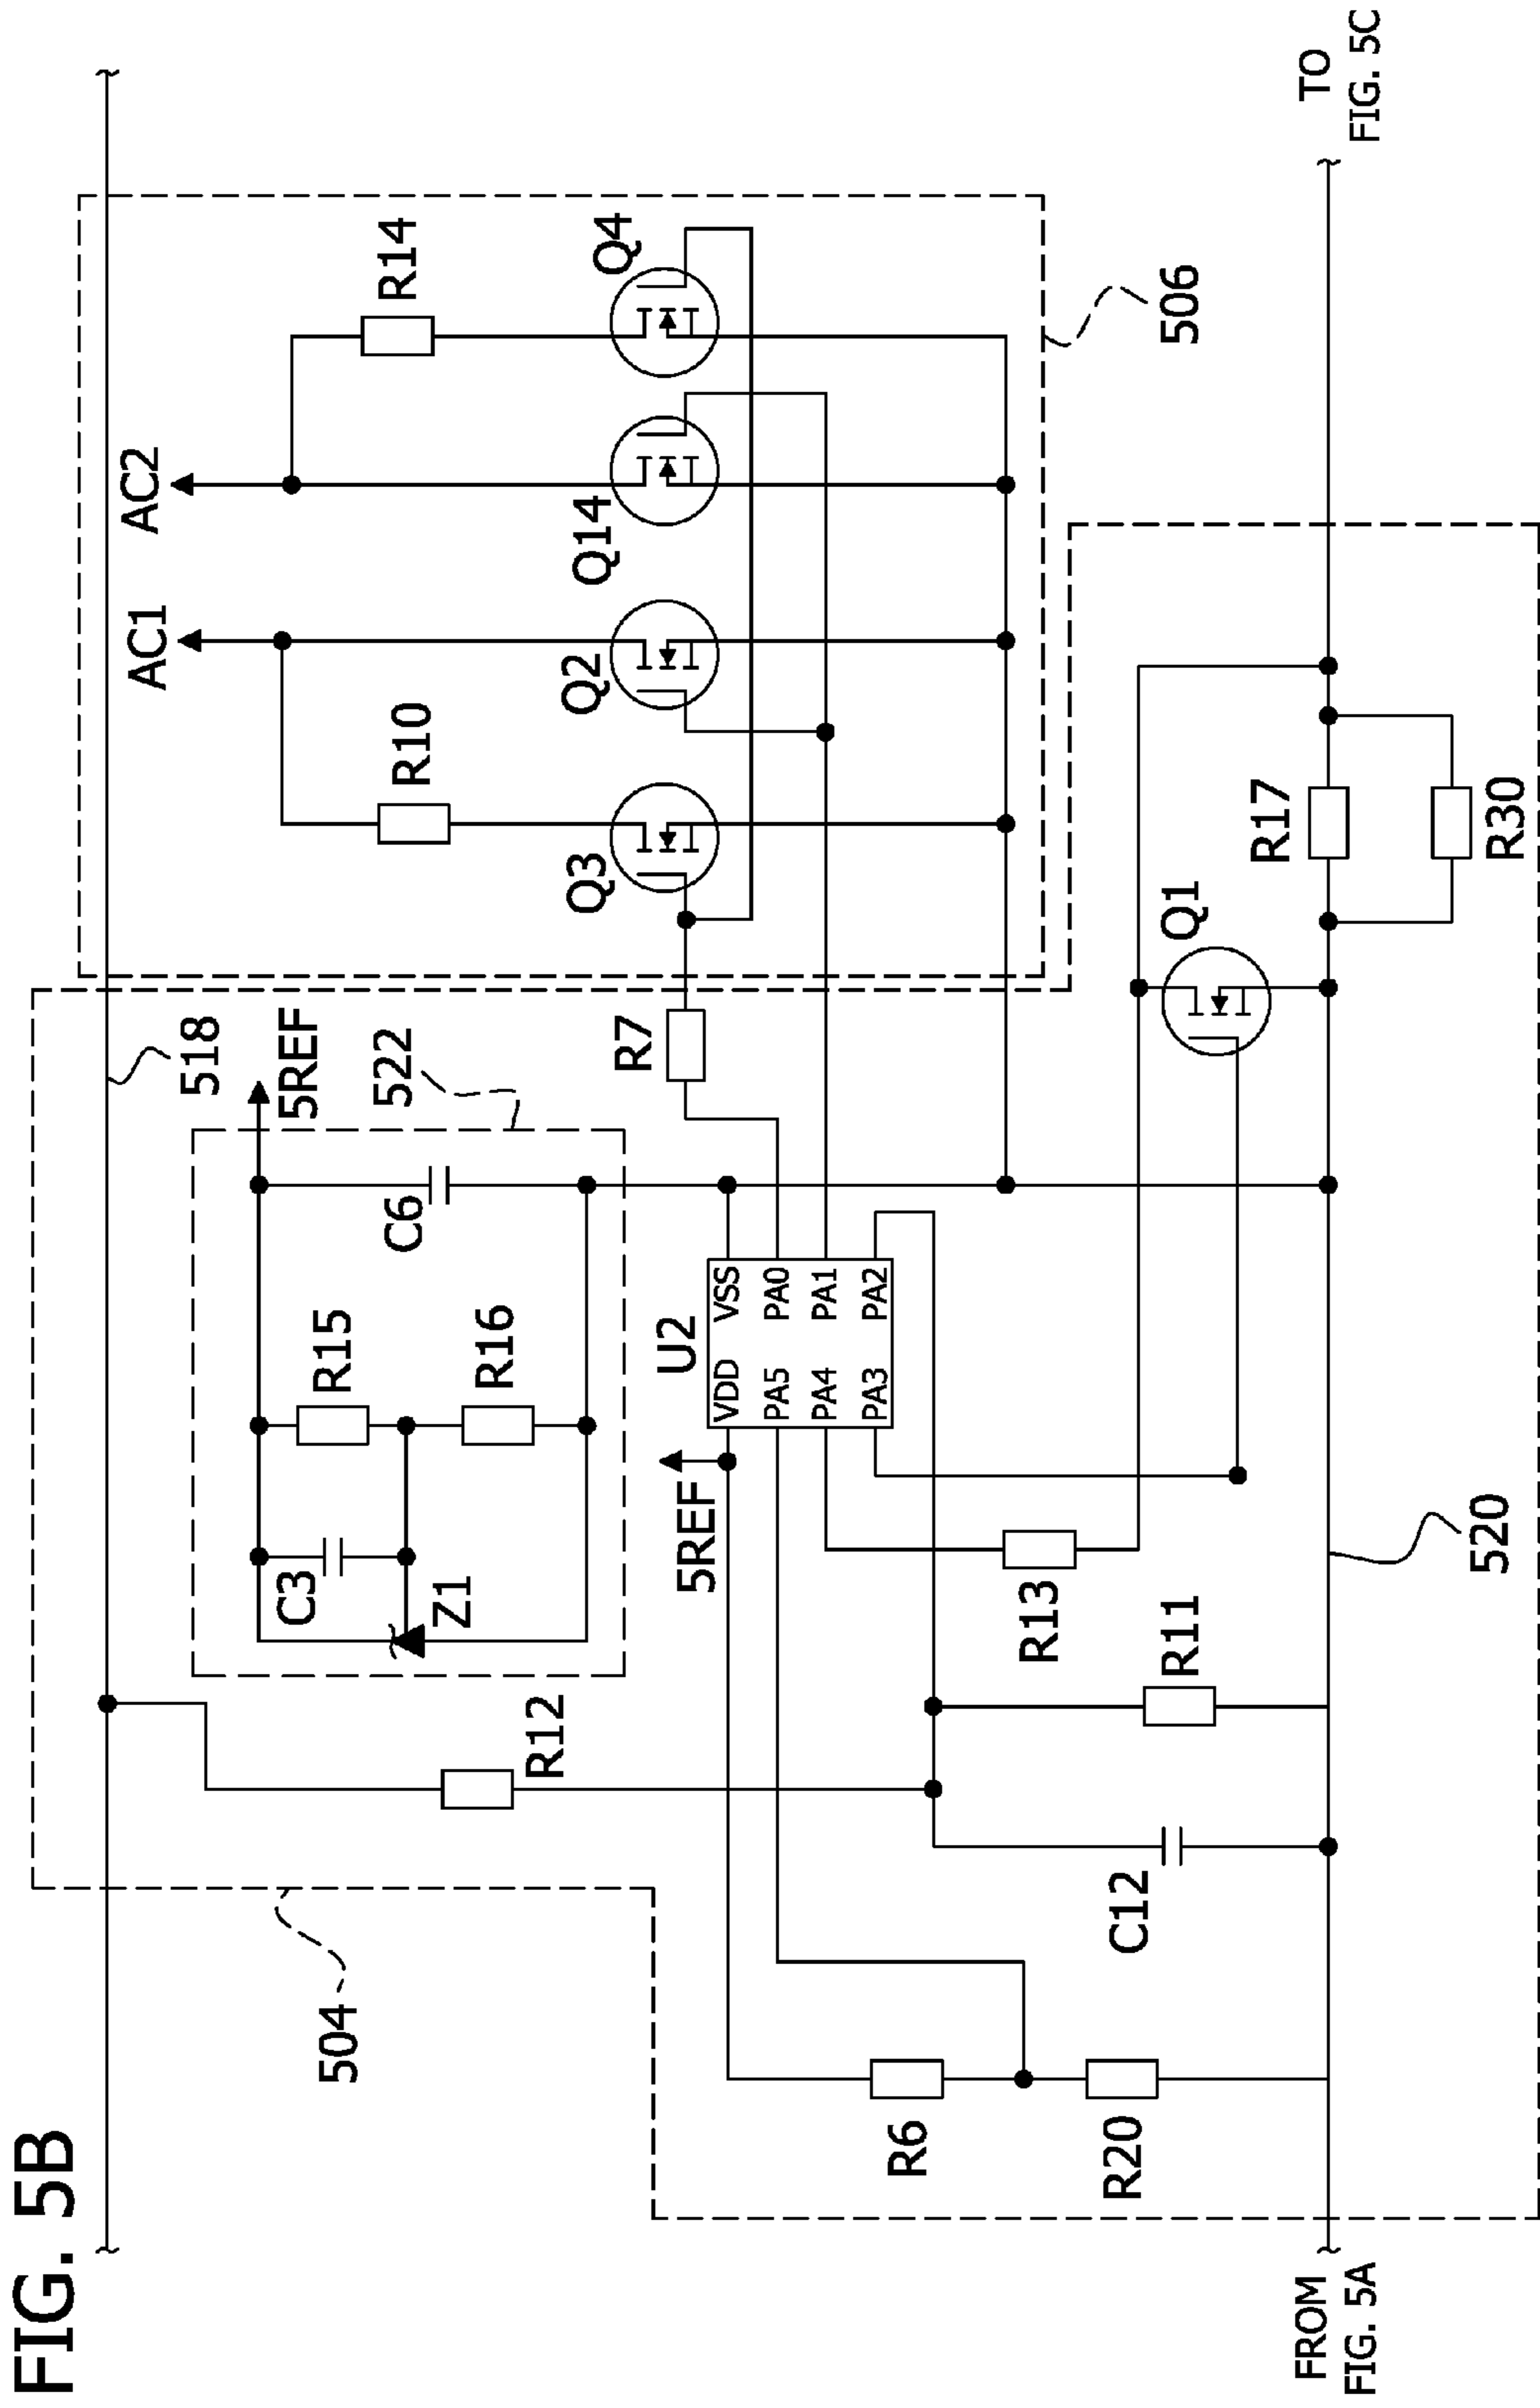 FIG. 5B
504
518
5REF
522
C3
R15
C6
Z1
R16
R12
AC1
AC2
R10
R14
Q3
Q2
Q14
Q4
R7
506
5REF
U2
VDD VSS
PA5 PA0
PA4 PA1
PA3 PA2
R6
R20
C12
R11
R13
Q1
R17
R30
520
FROM
FIG. 5A
TO
FIG. 5C